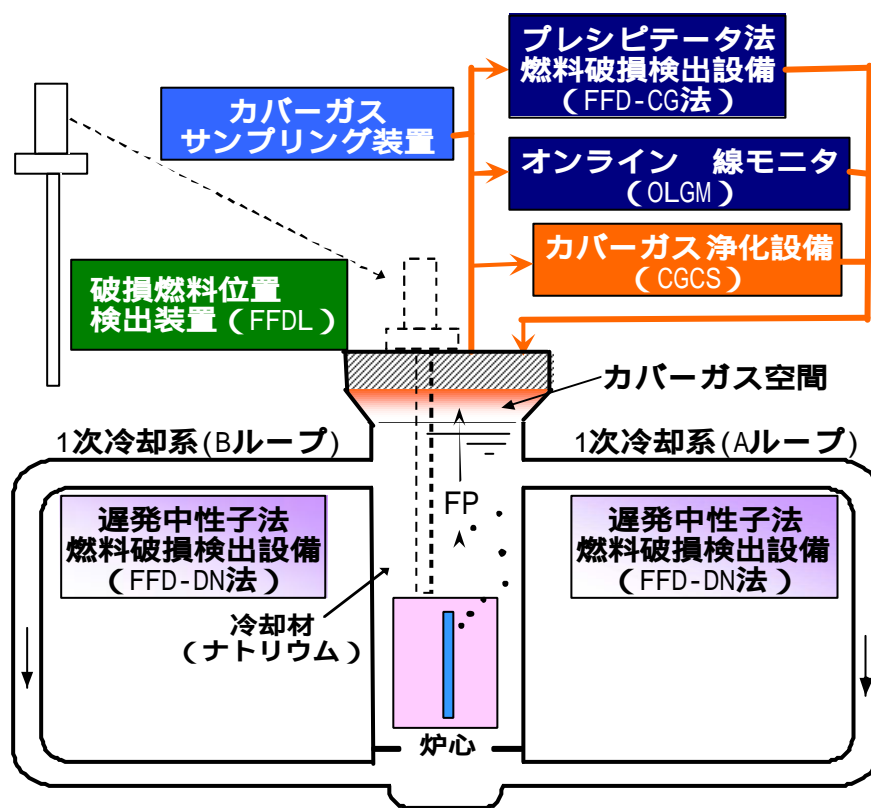 プレシピテータ法
燃料破損検出設備
(FFD-CG法)
カバーガス
サンプリング装置
オンライン 線モニタ
(OLGM)
カバーガス浄化設備
(CGCS)
破損燃料位置
検出装置(FFDL)
カバーガス空間
1次冷却系(Bループ)
1次冷却系(Aループ)
FP
遅発中性子法
燃料破損検出設備
(FFD-DN法)
遅発中性子法
燃料破損検出設備
(FFD-DN法)
冷却材
(ナトリウム)
炉心